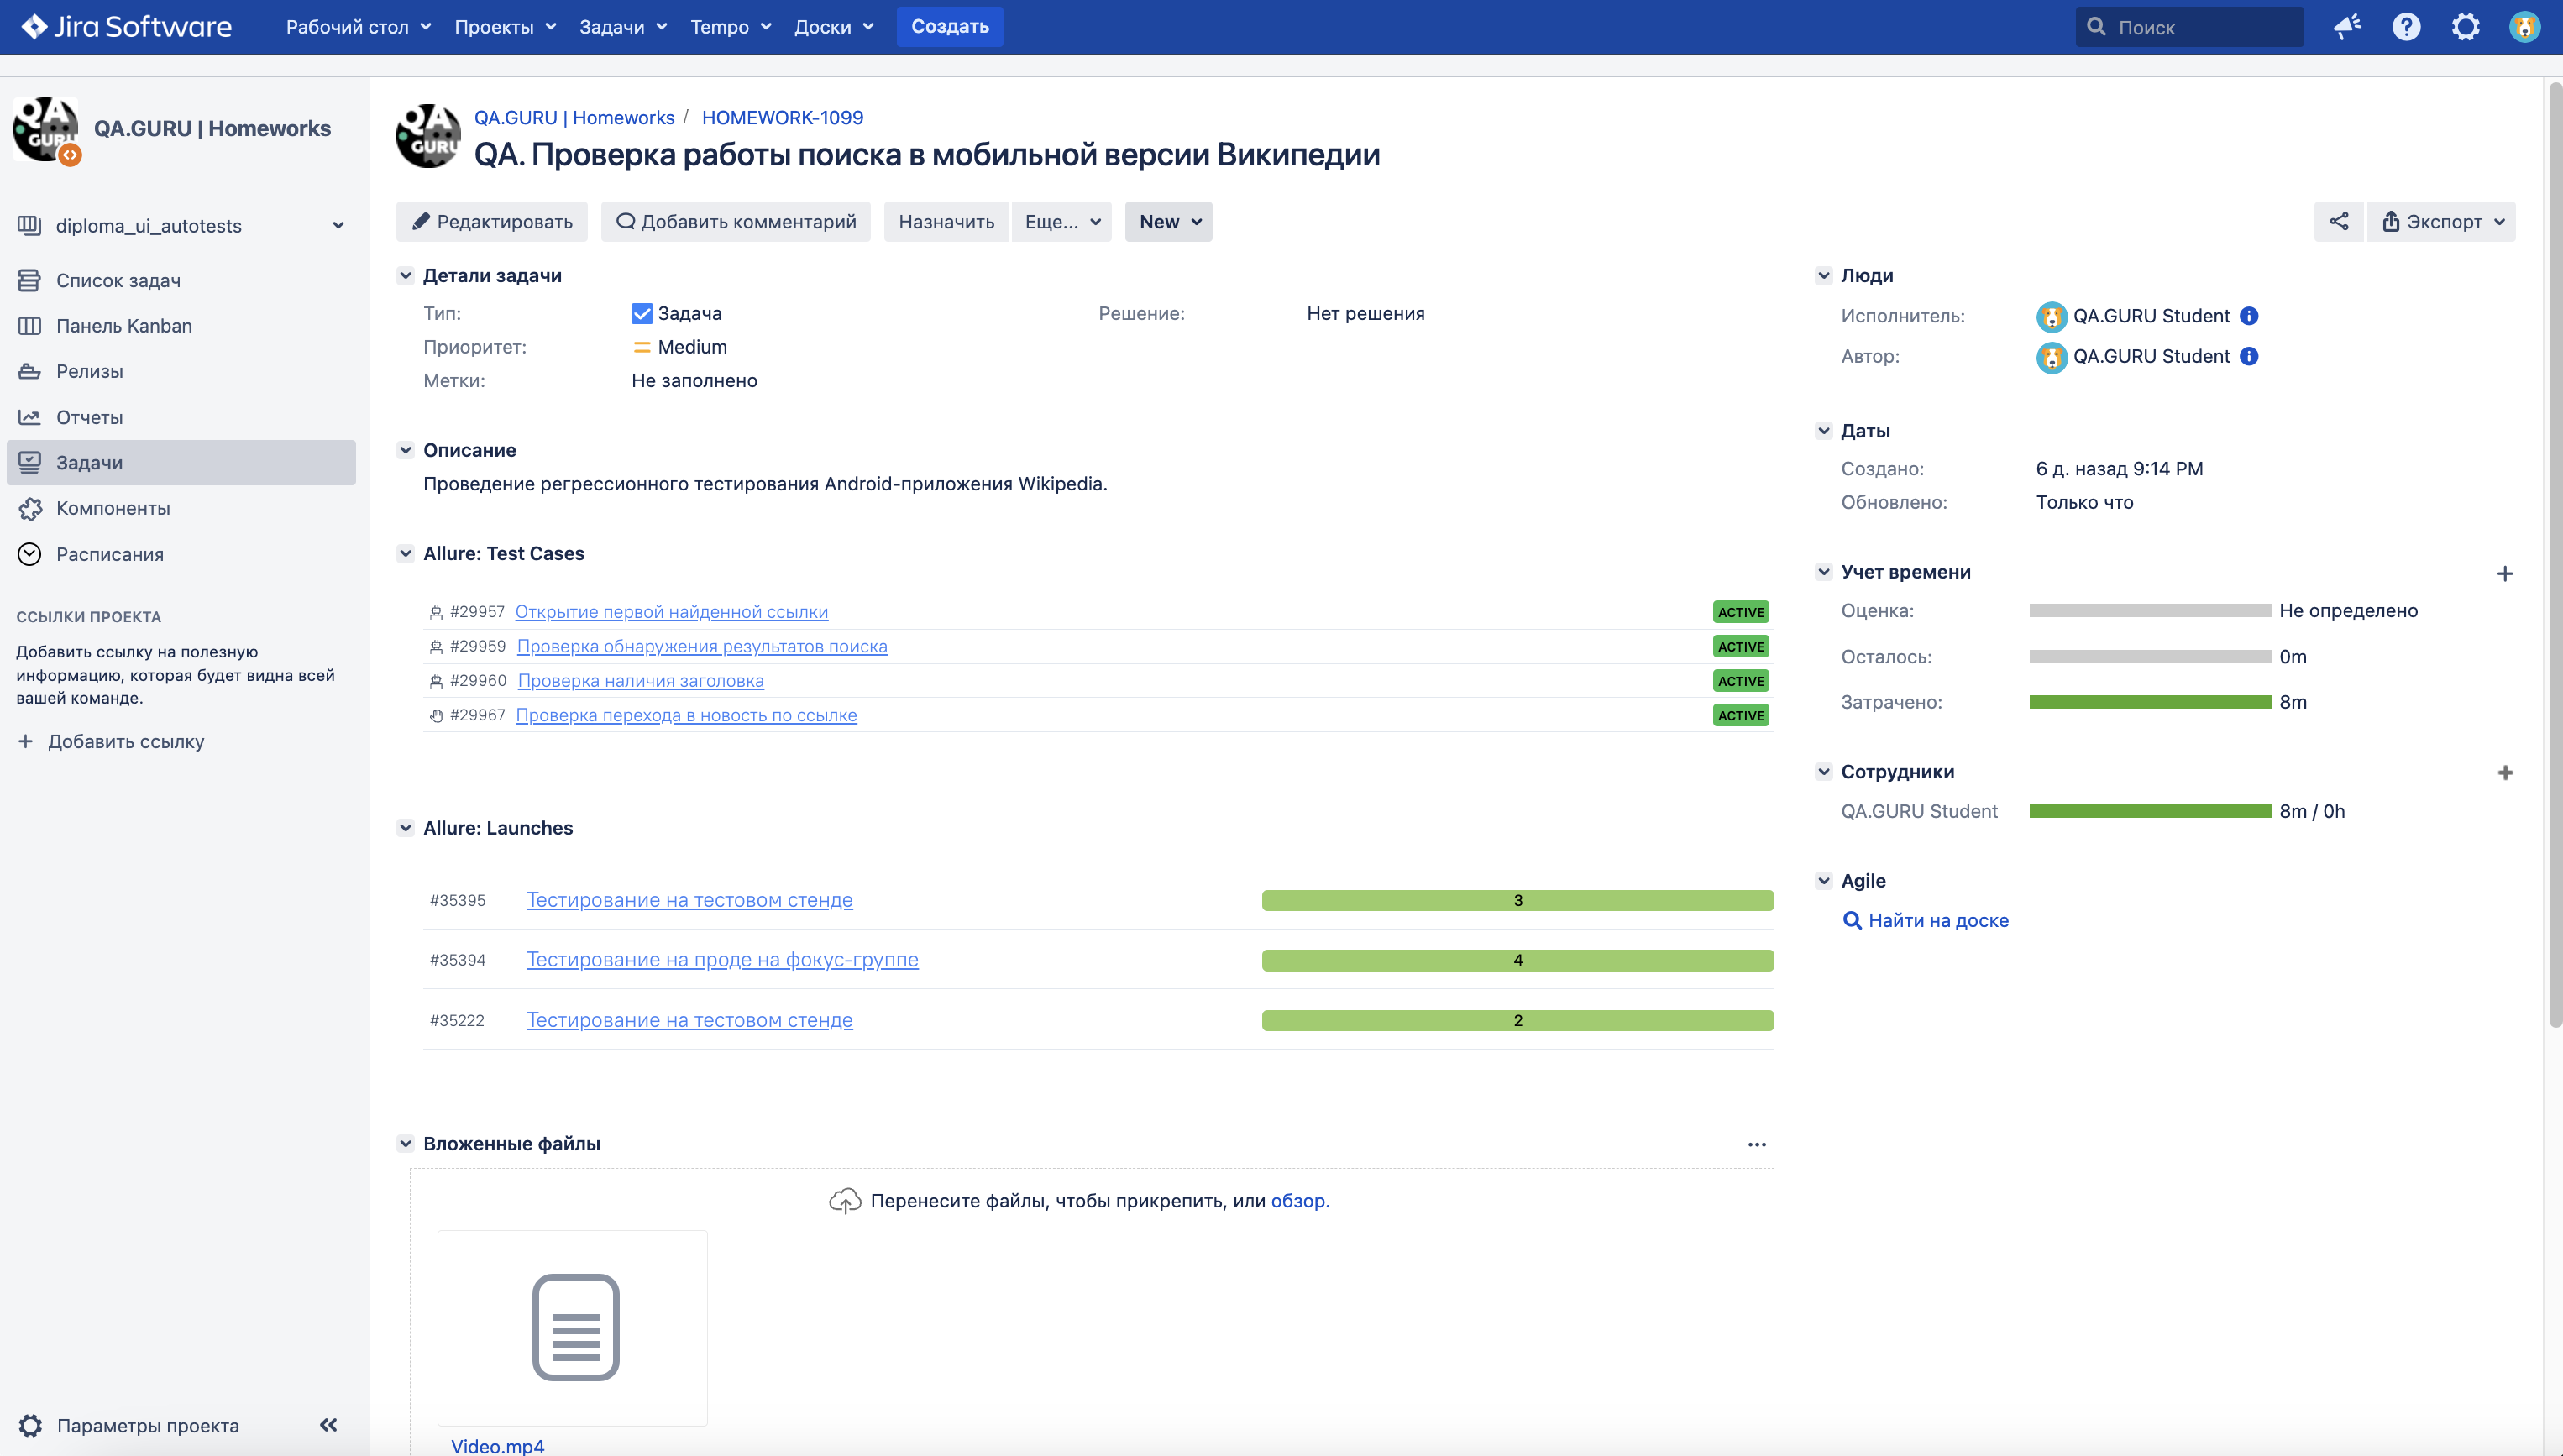 Jira Software
Рабочий стол
Проекты
Задачи
Tempo
Доски
Создать
Поиск
QA GURU
QA.GURU | Homeworks
diploma_ui_autotests
Список задач
Панель Kanban
Релизы
Отчеты
Задачи
Компоненты
Расписания
ССЫЛКИ ПРОЕКТА
Добавить ссылку на полезную
информацию, которая будет видна всей
вашей команде.
Добавить ссылку
Параметры проекта
QA GURU
QA.GURU | Homeworks / HOMEWORK-1099
QA. Проверка работы поиска в мобильной версии Википедии
Редактировать
Добавить комментарий
Назначить
Еще...
New
Экспорт
Детали задачи
Тип: Задача
Решение: Нет решения
Приоритет: Medium
Метки: Не заполнено
Описание
Проведение регрессионного тестирования Android-приложения Wikipedia.
Allure: Test Cases
#29957 Открытие первой найденной ссылки ACTIVE
#29959 Проверка обнаружения результатов поиска ACTIVE
#29960 Проверка наличия заголовка ACTIVE
#29967 Проверка перехода в новость по ссылке ACTIVE
Allure: Launches
#35395 Тестирование на тестовом стенде 3
#35394 Тестирование на проде на фокус-группе 4
#35222 Тестирование на тестовом стенде 2
Вложенные файлы
Перенесите файлы, чтобы прикрепить, или обзор.
Video.mp4
Люди
Исполнитель: QA.GURU Student
Автор: QA.GURU Student
Даты
Создано: 6 д. назад 9:14 PM
Обновлено: Только что
Учет времени
Оценка: Не определено
Осталось: 0m
Затрачено: 8m
Сотрудники
QA.GURU Student 8m / 0h
Agile
Найти на доске